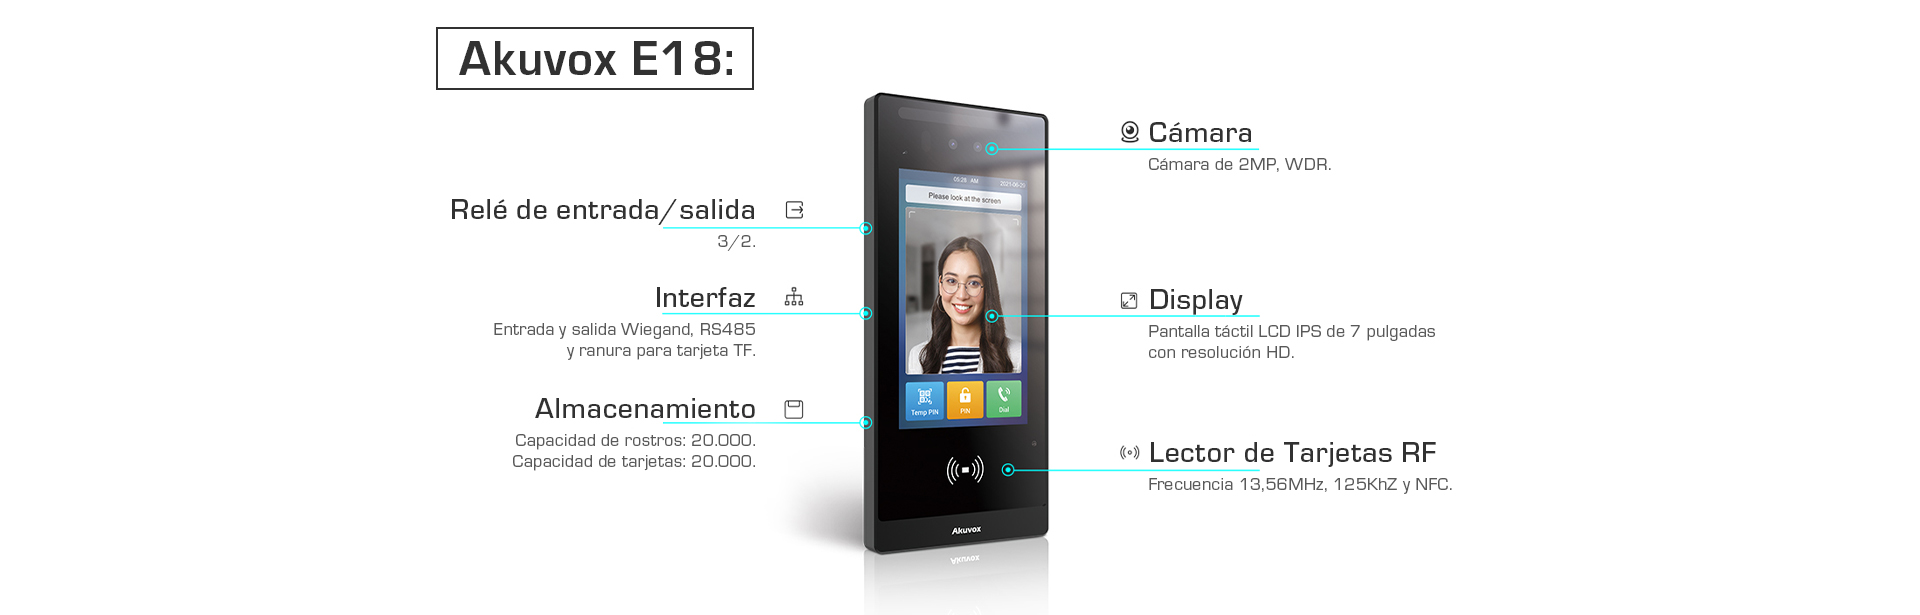 Akuvox E18:
Relé de entrada/salida
3/2.
Interfaz
Entrada y salida Wiegand, RS485
y ranura para tarjeta TF.
Almacenamiento
Capacidad de rostros: 20.000.
Capacidad de tarjetas: 20.000.
05:28 AM
2021-06-25
Please look at the screen
Temp PIN
PIN
Dial
Akuvox
Cámara
Cámara de 2MP, WDR.
Display
Pantalla táctil LCD IPS de 7 pulgadas
con resolución HD.
Lector de Tarjetas RF
Frecuencia 13,56MHz, 125KhZ y NFC.